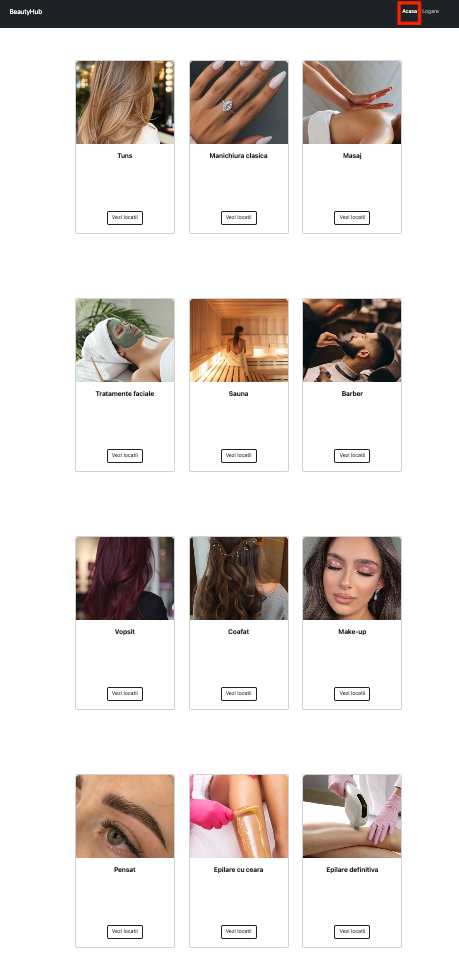 BeautyHub
Acasa Logare
Tuns
Manichiura clasica
Masaj
Vezi locatii
Vezi locatii
Vezi locatii
Tratamente faciale
Sauna
Barber
Vezi locatii
Vezi locatii
Vezi locatii
Vopsit
Coafat
Make-up
Vezi locatii
Vezi locatii
Vezi locatii
Pensat
Epilare cu ceara
Epilare definitiva
Vezi locatii
Vezi locatii
Vezi locatii